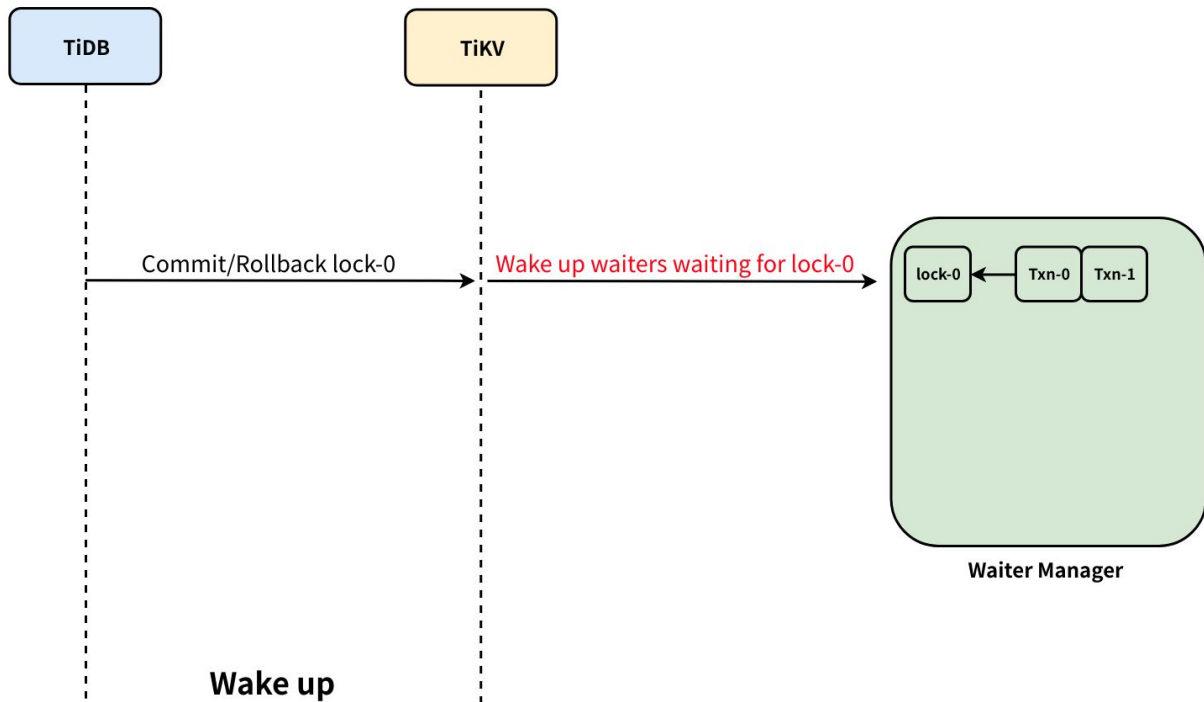 TiDB
TiKV
Commit/Rollback lock-0
Wake up waiters waiting for lock-0
lock-0
Txn-0
Txn-1
Waiter Manager
Wake up